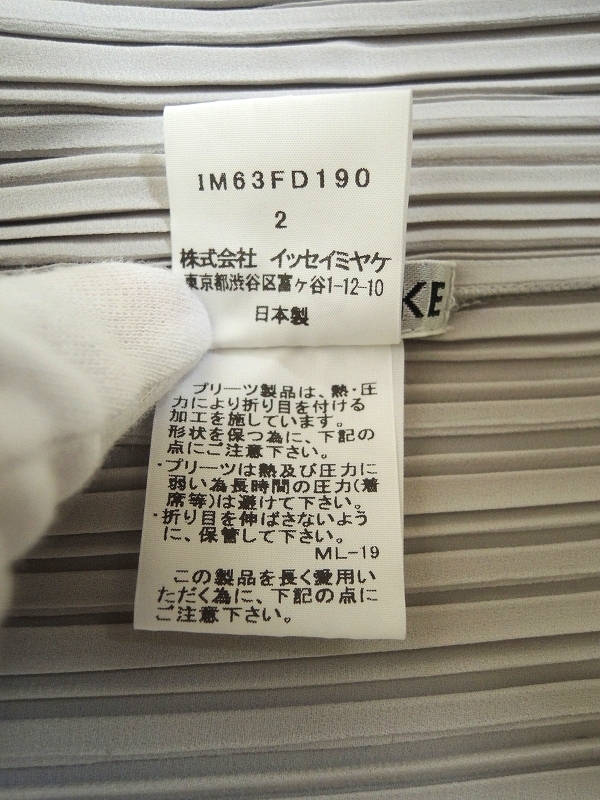 IM63FD190
2
株式会社 イッセイミヤケ
東京都渋谷区富ヶ谷1-12-10
日本製
KE
プリーツ製品は、熱・圧
力により折り目を付ける
加工を施しています。
形状を保つ為に、下記の
点にご注意下さい。
・プリーツは熱及び圧力に
弱い為長時間の圧力(着
席等)は避けて下さい。
・折り目を伸ばさないよう
に、保管して下さい。
ML-19
この製品を長く愛用い
ただく為に、下記の点に
ご注意下さい。